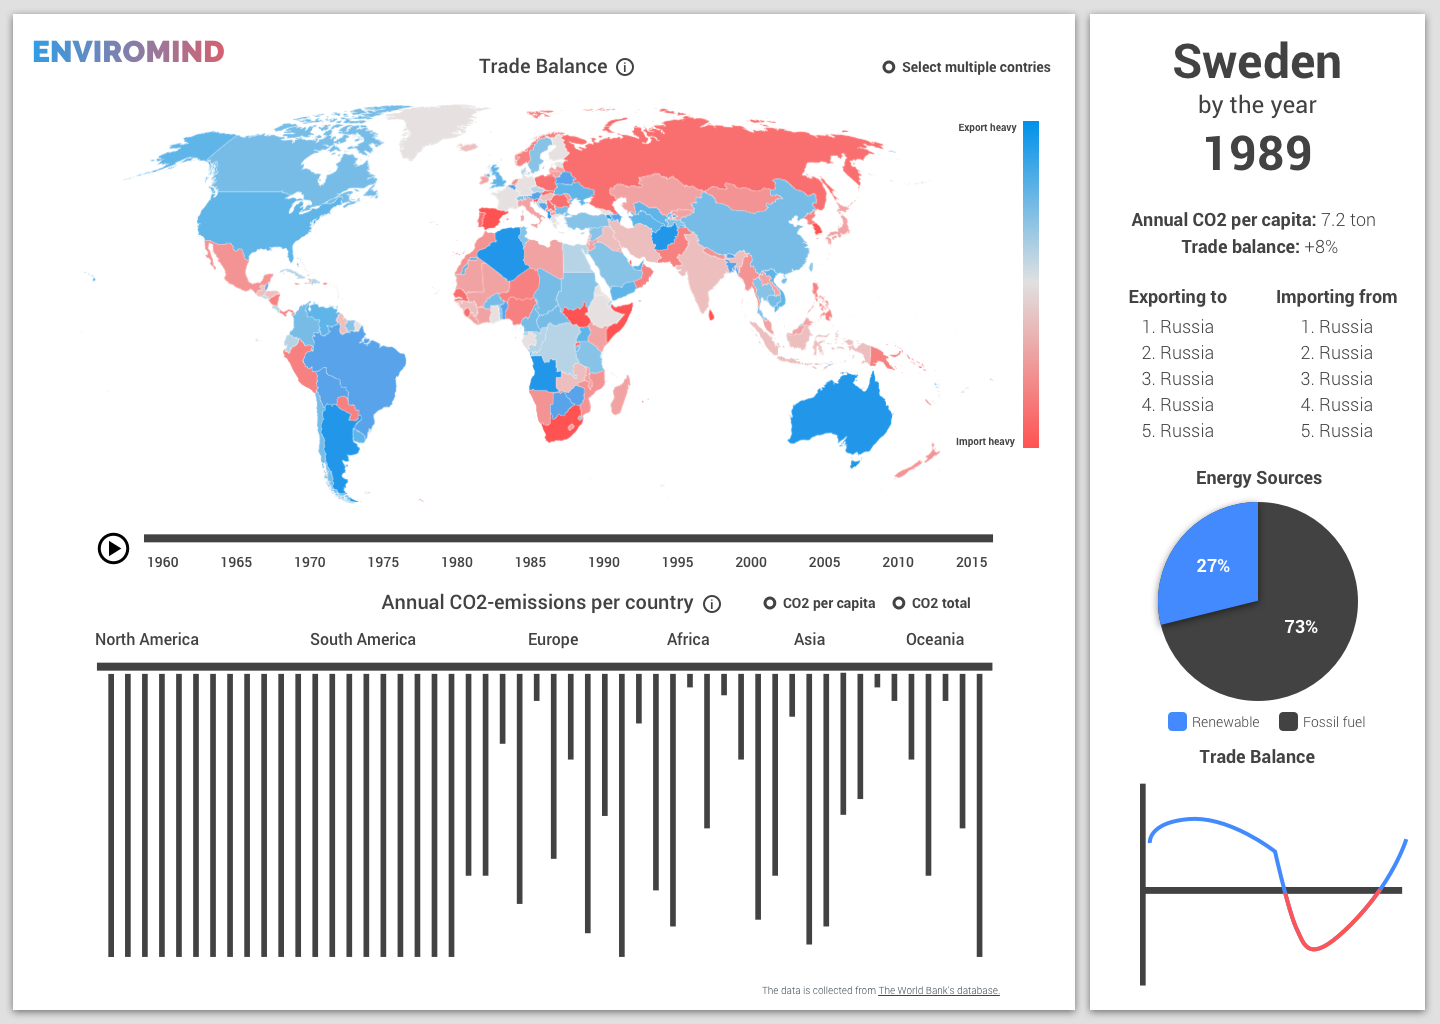 ENVIROMIND
Trade Balance
Select multiple contries
Export heavy
Import heavy
1960 1965 1970 1975 1980 1985 1990 1995 2000 2005 2010 2015
Annual CO2-emissions per country
CO2 per capita CO2 total
North America South America Europe Africa Asia Oceania
The data is collected from The World Bank's database.
Sweden
by the year
1989
Annual CO2 per capita: 7.2 ton
Trade balance: +8%
Exporting to Importing from
1. Russia 1. Russia
2. Russia 2. Russia
3. Russia 3. Russia
4. Russia 4. Russia
5. Russia 5. Russia
Energy Sources
27%
73%
Renewable Fossil fuel
Trade Balance